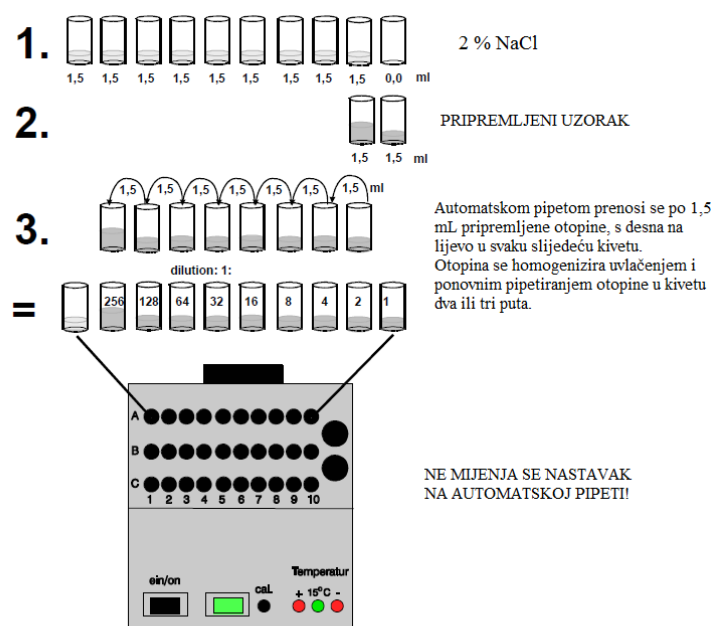 1.
2 % NaCl
1,5 1,5 1,5 1,5 1,5 1,5 1,5 1,5 1,5 0,0 ml
2.
PRIPREMLJENI UZORAK
1,5 1,5 ml
1,5 1,5 1,5 1,5 1,5 1,5 1,5 ml
3.
Automatskom pipetom prenosi se po 1,5
mL pripremljene otopine, s desna na
lijevo u svaku slijedeću kivetu.
Otopina se homogenizira uvlačenjem i
ponovnim pipetiranjem otopine u kivetu
dva ili tri puta.
dilution: 1:
= 256 128 64 32 16 8 4 2 1
A
B
C
1 2 3 4 5 6 7 8 9 10
NE MIJENJA SE NASTAVAK
NA AUTOMATSKOJ PIPETI!
ein/on
cal.
Temperatur
+ 15°C -